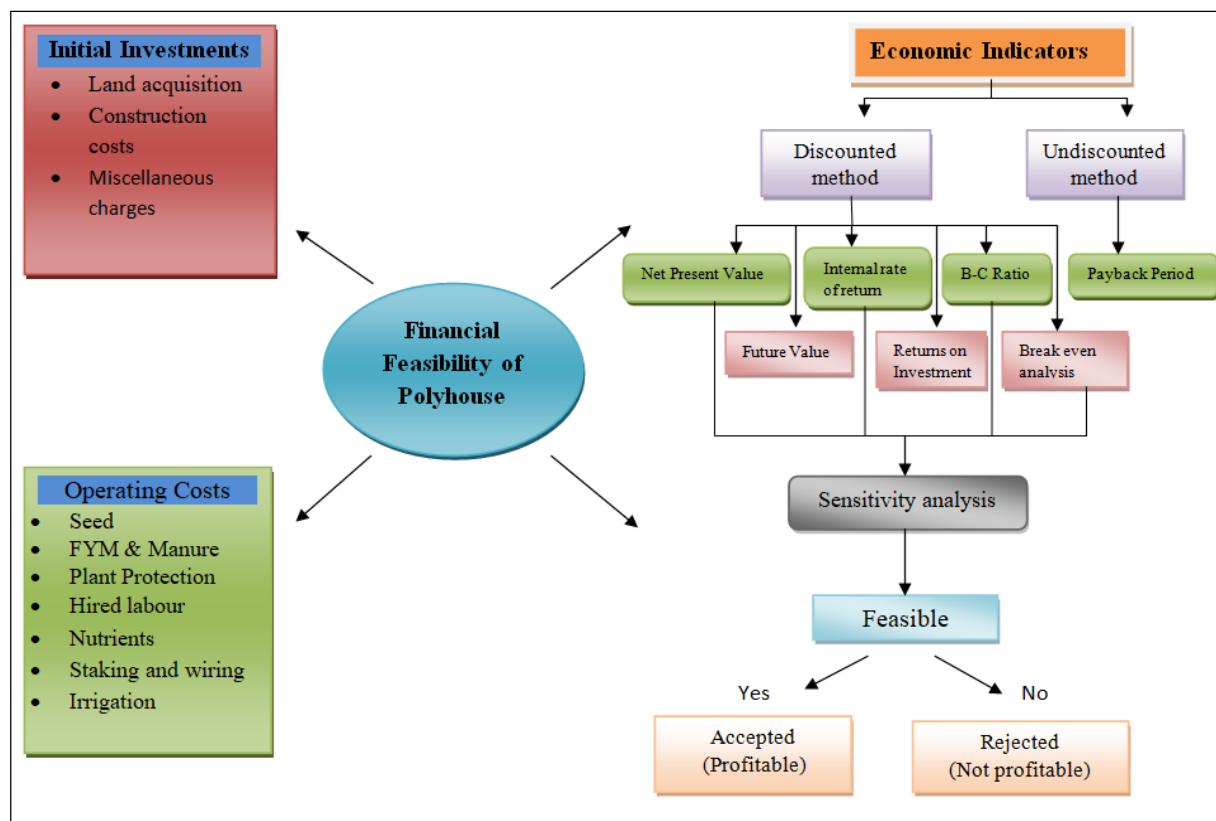 Initial Investments
Land acquisition
Construction
costs
Miscellaneous
charges
Economic Indicators
Discounted
method
Undiscounted
method
Net Present Value
Internal rate
of return
B-C Ratio
Payback Period
Future Value
Returns on
Investment
Break even
analysis
Financial
Feasibility of
Polyhouse
Operating Costs
Seed
FYM & Manure
Plant Protection
Hired labour
Nutrients
Staking and wiring
Irrigation
Sensitivity analysis
Feasible
Yes
No
Accepted
(Profitable)
Rejected
(Not profitable)